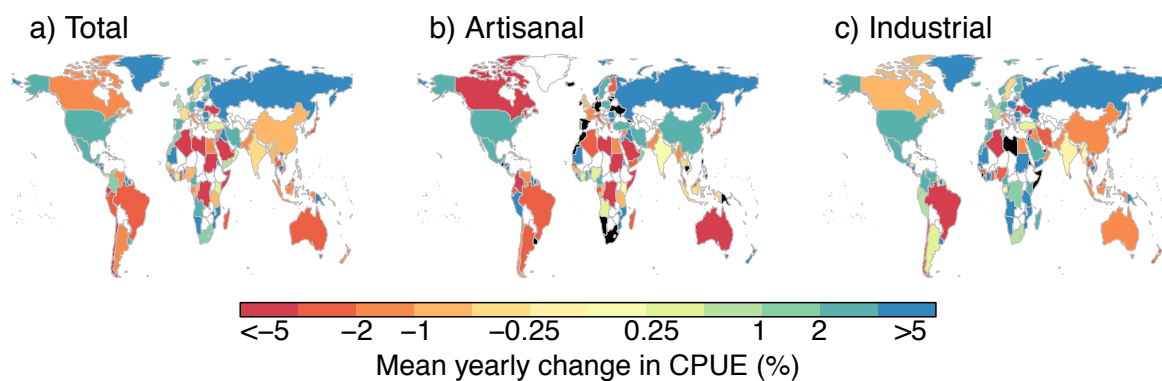 a) Total
b) Artisanal
c) Industrial
<−5 −2 −1 −0.25 0.25 1 2 >5
Mean yearly change in CPUE (%)